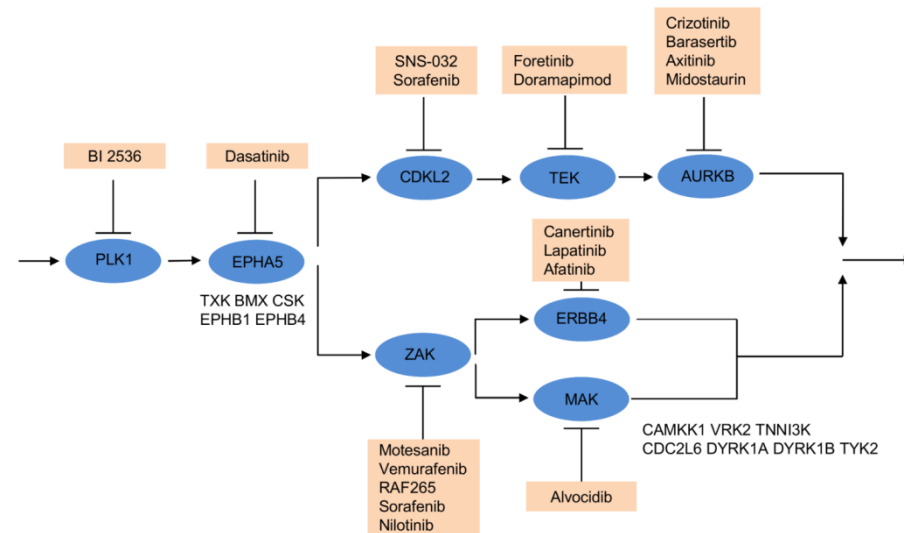 Crizotinib
Barasertib
Axitinib
Midostaurin
SNS-032
Sorafenib
Foretinib
Doramapimod
BI 2536
Dasatinib
CDKL2
TEK
AURKB
Canertinib
Lapatinib
Afatinib
PLK1
EPHA5
TXK BMX CSK
EPHB1 EPHB4
ERBB4
ZAK
MAK
CAMKK1 VRK2 TNNI3K
CDC2L6 DYRK1A DYRK1B TYK2
Motesanib
Vemurafenib
RAF265
Sorafenib
Nilotinib
Alvocidib